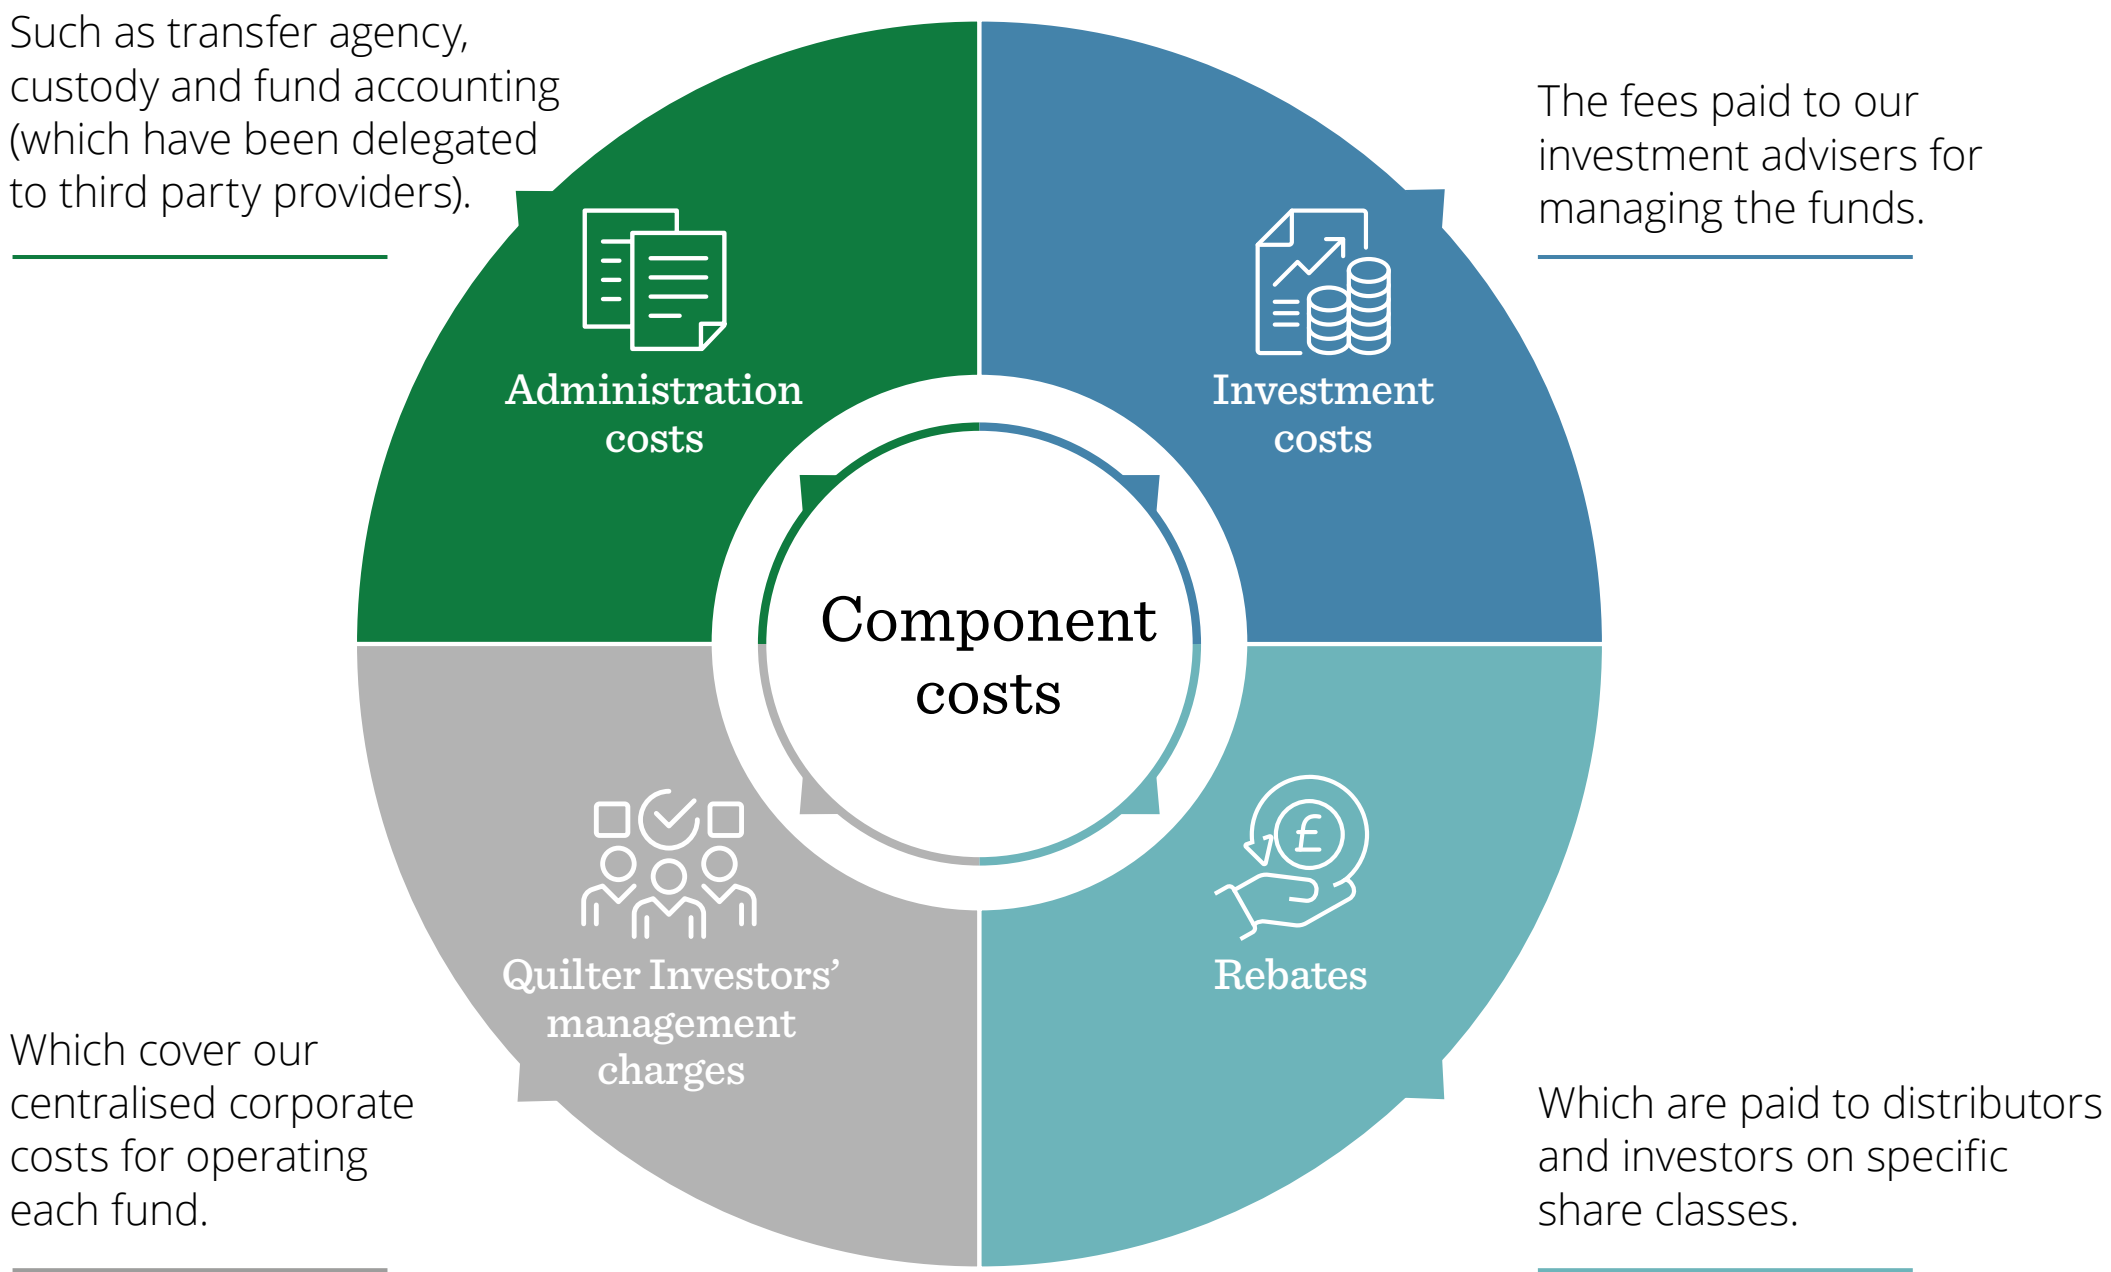 Such as transfer agency,
custody and fund accounting
(which have been delegated
to third party providers).
The fees paid to our
investment advisers for
managing the funds.
Administration
costs
Investment
costs
Component
costs
£
Quilter Investors’
management
charges
Rebates
Which cover our
centralised corporate
costs for operating
each fund.
Which are paid to distributors
and investors on specific
share classes.